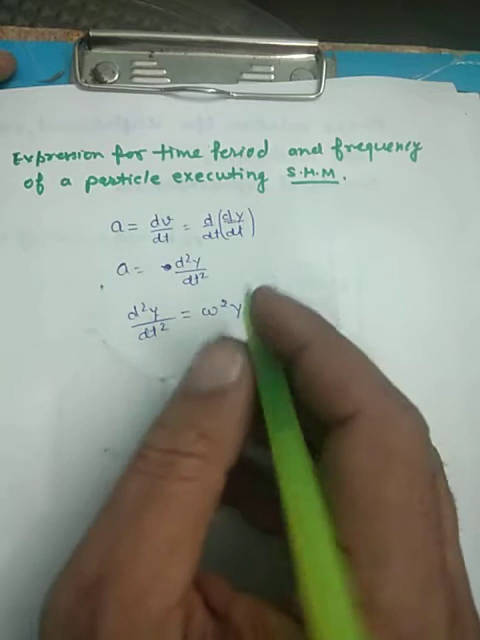 Expression for time Period and frequency
of a particle executing S.H.M.
a = dv/dt = d/dt(dy/dt)
a = d²y/dt²
d²y/dt² = ω²y